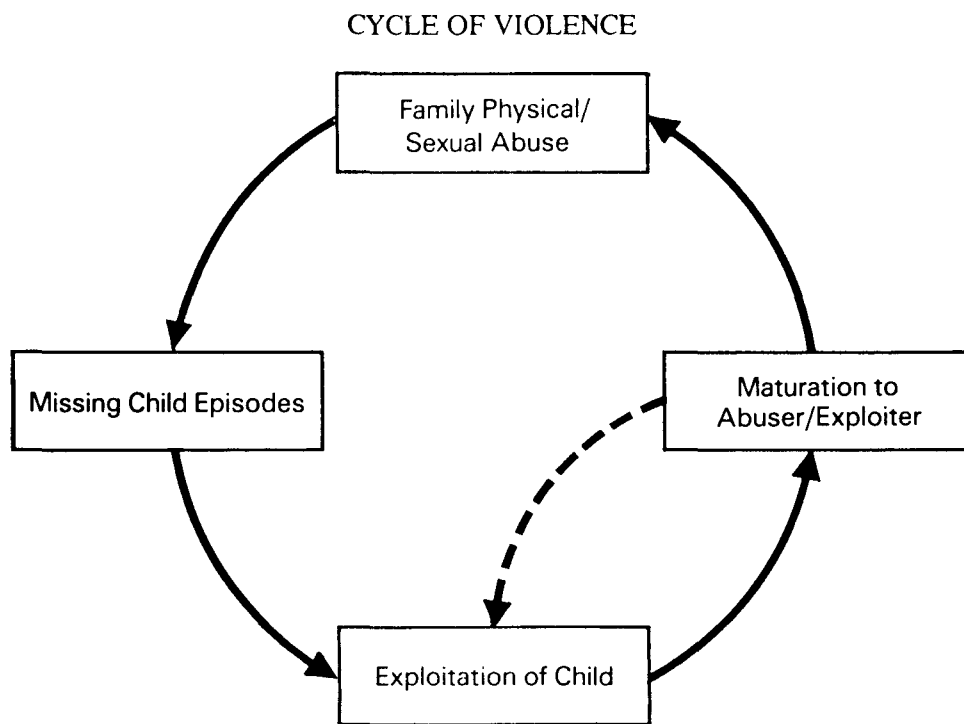 CYCLE OF VIOLENCE
Family Physical/
Sexual Abuse
Missing Child Episodes
Maturation to
Abuser/Exploiter
Exploitation of Child